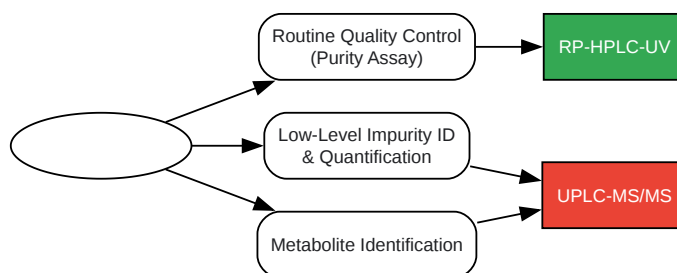 Routine Quality Control
(Purity Assay)
RP-HPLC-UV
Low-Level Impurity ID
& Quantification
UPLC-MS/MS
Metabolite Identification